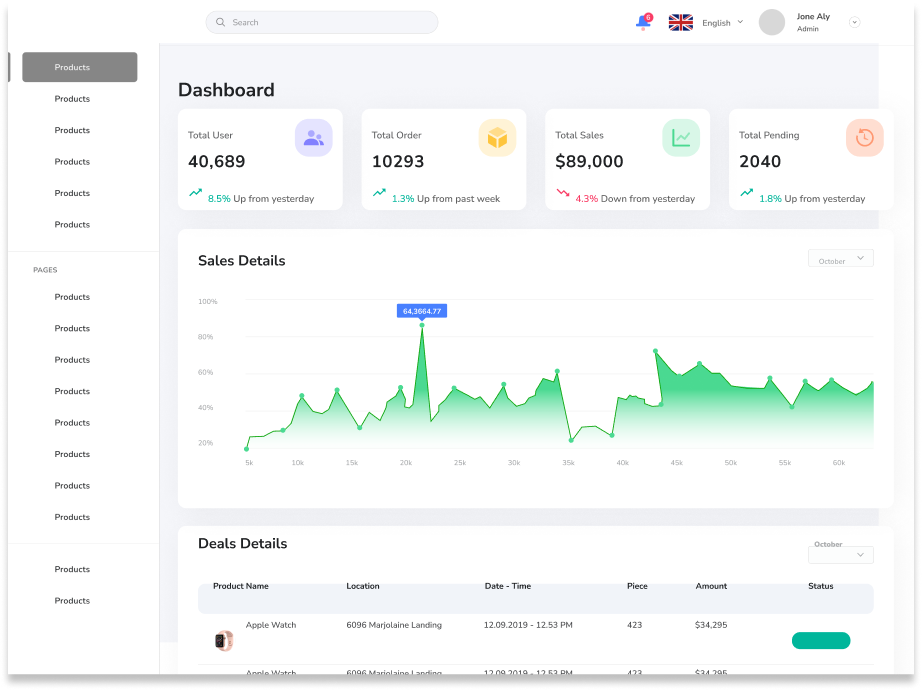 Search
6
English
Jone Aly
Admin
Products
Products
Products
Products
Products
Products
PAGES
Products
Products
Products
Products
Products
Products
Products
Products
Products
Products
Dashboard
Total User
40,689
8.5% Up from yesterday
Total Order
10293
1.3% Up from past week
Total Sales
$89,000
4.3% Down from yesterday
Total Pending
2040
1.8% Up from yesterday
Sales Details
October
64,3664.77
100%
80%
60%
40%
20%
5k 10k 15k 20k 25k 30k 35k 40k 45k 50k 55k 60k
Deals Details
October
Product Name Location Date - Time Piece Amount Status
Apple Watch 6096 Marjolaine Landing 12.09.2019 - 12.53 PM 423 $34,295
Apple Watch 6096 Marjolaine Landing 12.09.2019 - 12.53 PM 423 $34,295